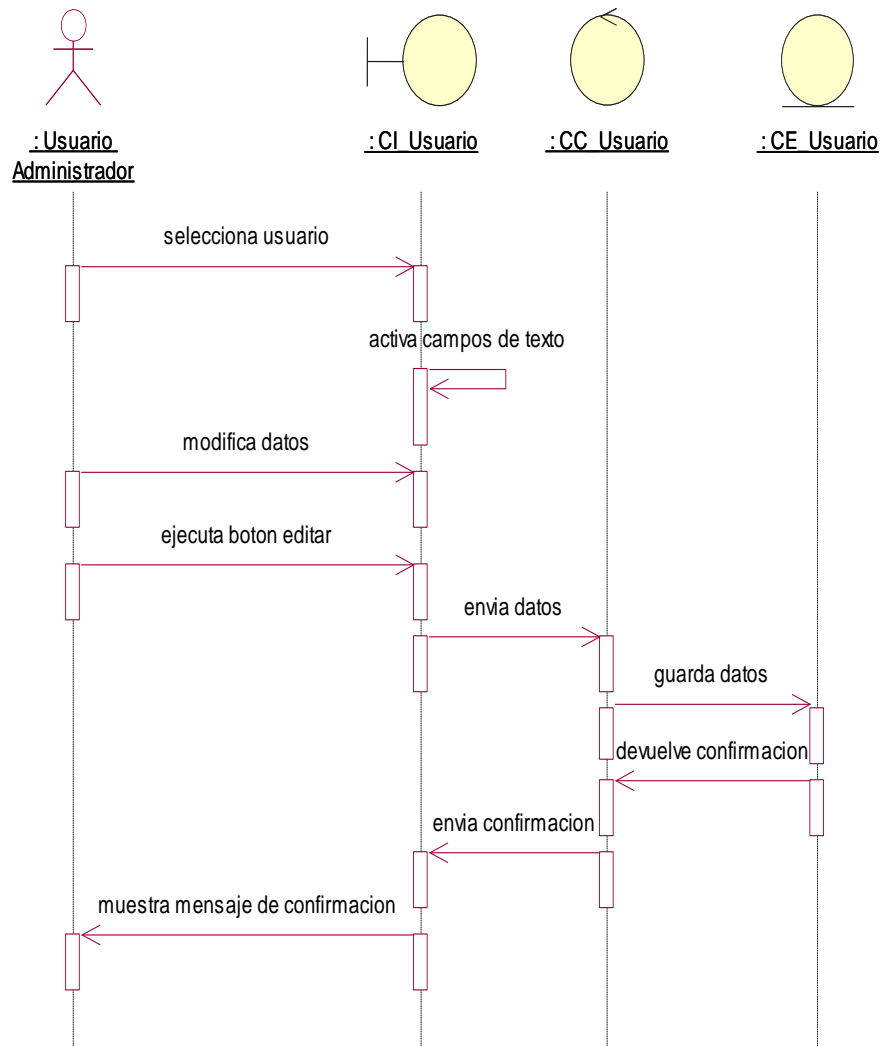 : Usuario
Administrador
: CI_Usuario
: CC_Usuario
: CE_Usuario
selecciona usuario
activa campos de texto
modifica datos
ejecuta boton editar
envia datos
guarda datos
devuelve confirmacion
envia confirmacion
muestra mensaje de confirmacion